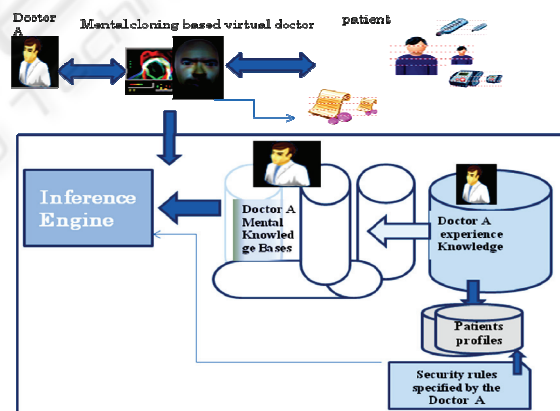 Doctor
A
Mental cloning based virtual doctor
patient
Inference
Engine
Doctor A
Mental
Knowled
ge Bases
Doctor A
experience
Knowledge
Patients
profiles
Security rules
specified by the
Doctor A